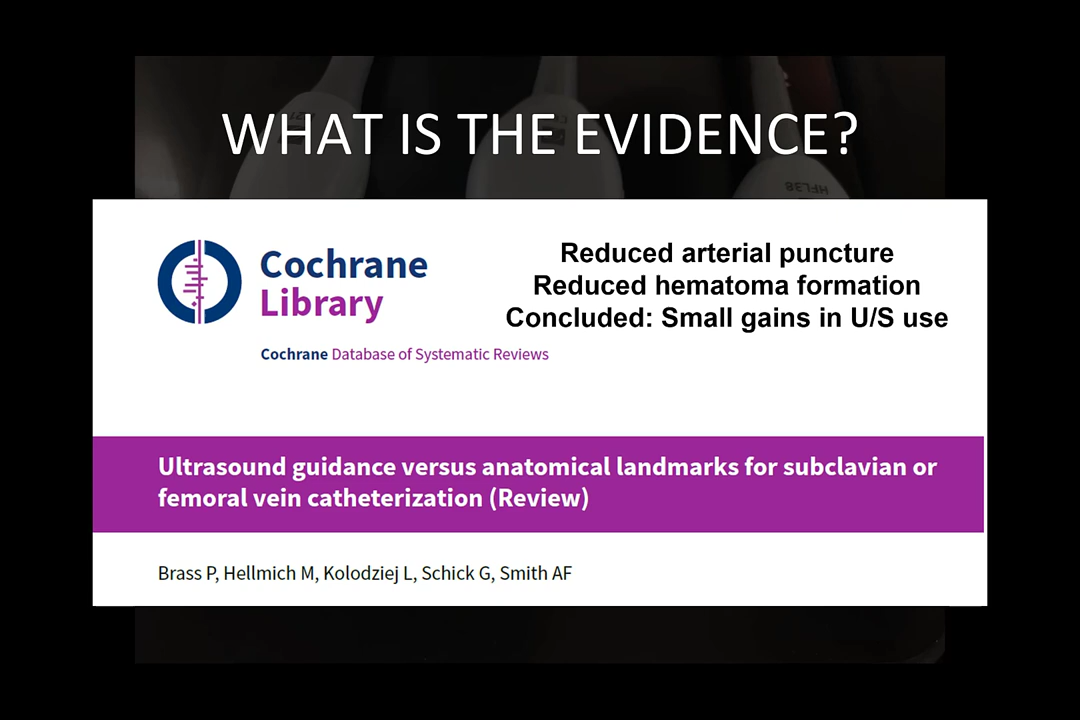 WHAT IS THE EVIDENCE?
HFL38
Cochrane
Library
Reduced arterial puncture
Reduced hematoma formation
Concluded: Small gains in U/S use
Cochrane Database of Systematic Reviews
Ultrasound guidance versus anatomical landmarks for subclavian or
femoral vein catheterization (Review)
Brass P, Hellmich M, Kolodziej L, Schick G, Smith AF